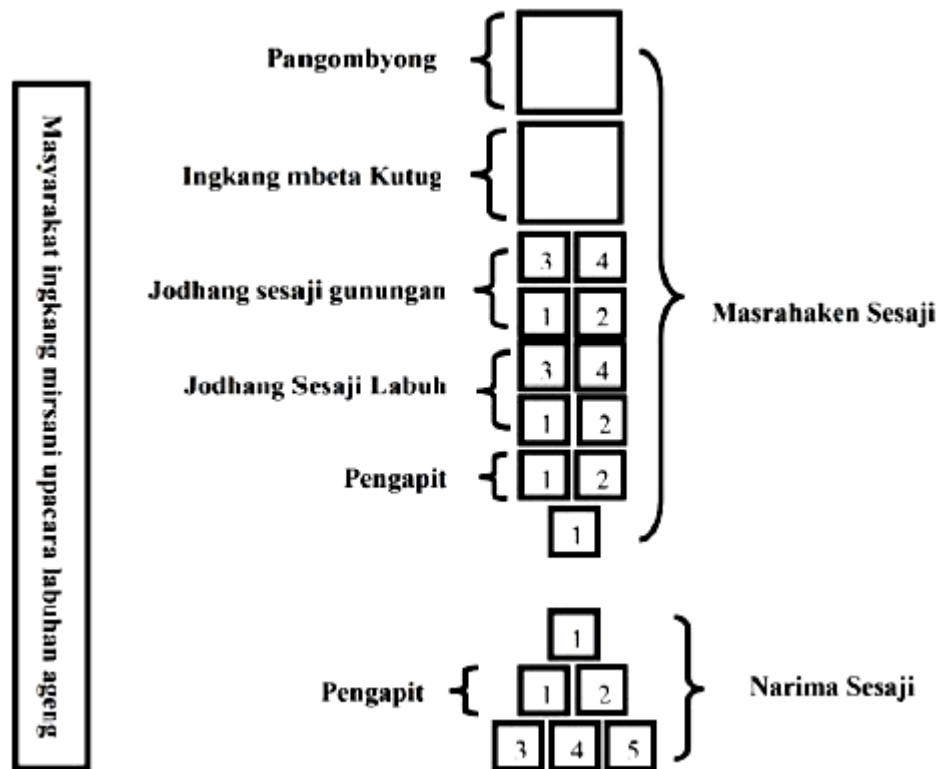 Masyarakat ingkang mirsani upacara labuhan ageng
Pangombyong
Ingkang mbeta Kutug
3 4
Jodhang sesaji gunungan
1 2
Masrahaken Sesaji
3 4
Jodhang Sesaji Labuh
1 2
Pengapit
1 2
1
1
Pengapit
1 2
Narima Sesaji
3 4 5